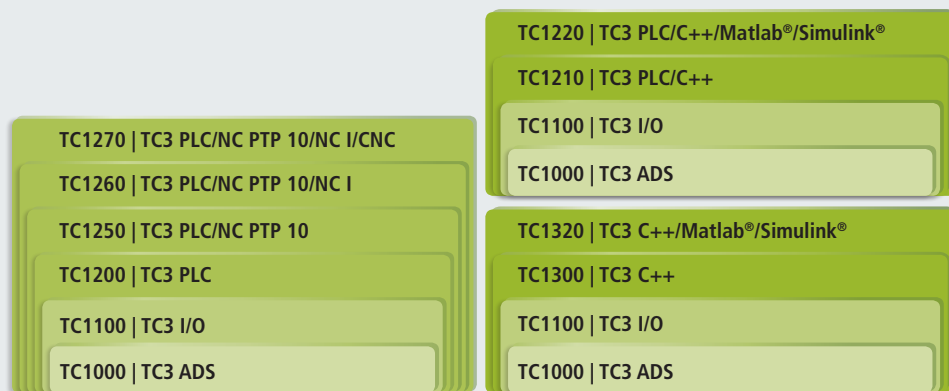 TC1270 | TC3 PLC/NC PTP 10/NC I/CNC
TC1260 | TC3 PLC/NC PTP 10/NC I
TC1250 | TC3 PLC/NC PTP 10
TC1200 | TC3 PLC
TC1100 | TC3 I/O
TC1000 | TC3 ADS
TC1220 | TC3 PLC/C++/Matlab®/Simulink®
TC1210 | TC3 PLC/C++
TC1100 | TC3 I/O
TC1000 | TC3 ADS
TC1320 | TC3 C++/Matlab®/Simulink®
TC1300 | TC3 C++
TC1100 | TC3 I/O
TC1000 | TC3 ADS